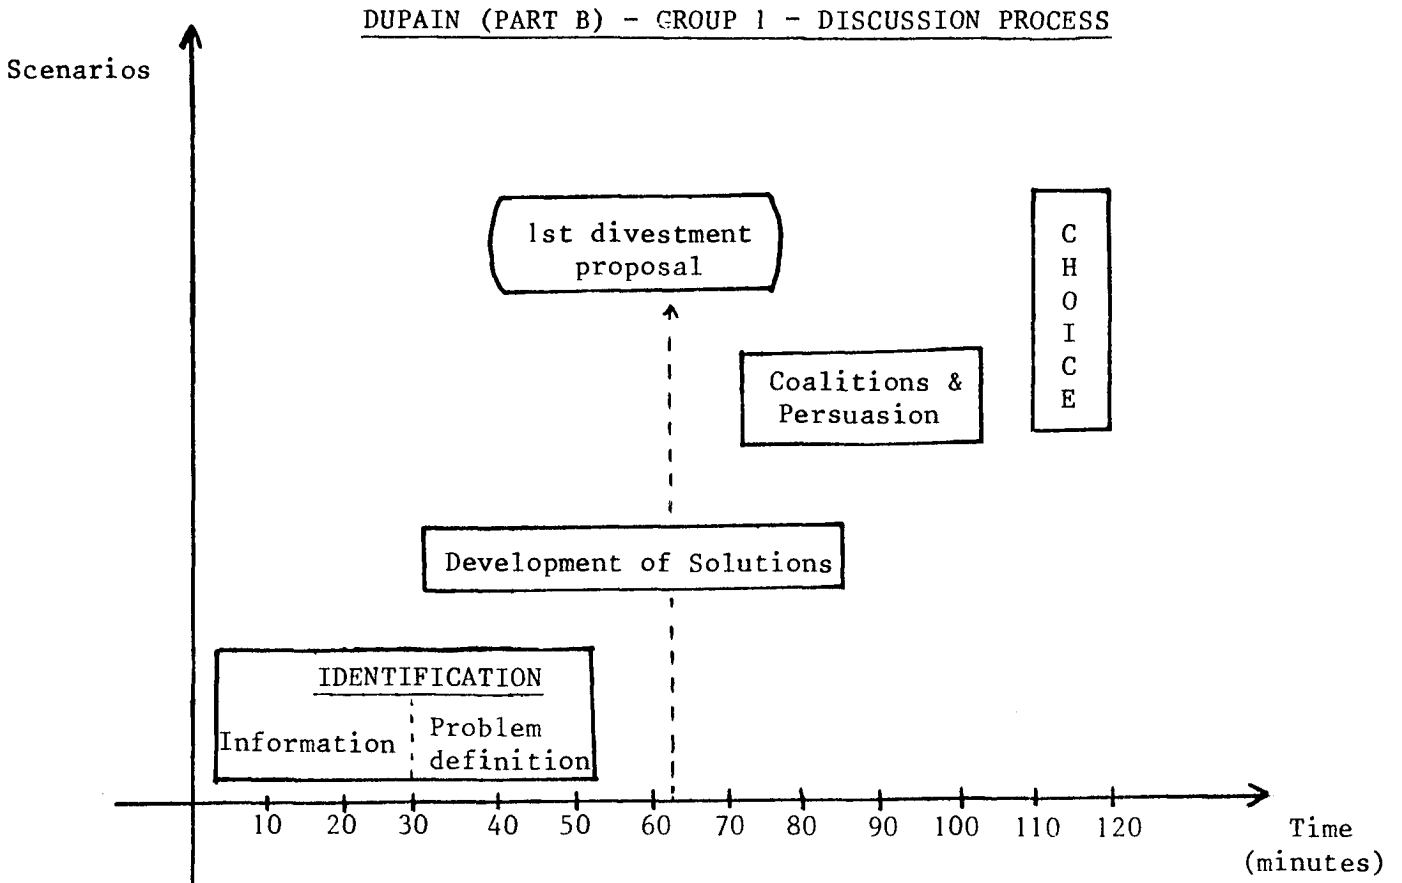 DUPAIN (PART B) - GROUP 1 - DISCUSSION PROCESS
Scenarios
1st divestment
proposal
C
H
O
I
C
E
Coalitions &
Persuasion
Development of Solutions
IDENTIFICATION
Information
Problem
definition
10 20 30 40 50 60 70 80 90 100 110 120
Time
(minutes)